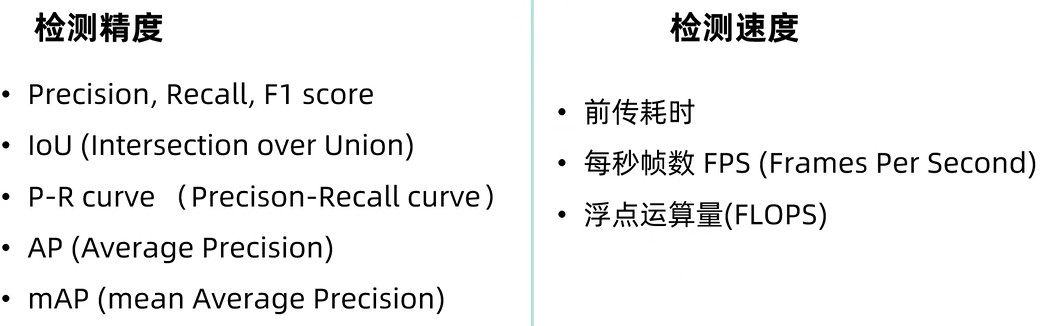 检测精度
• Precision, Recall, F1 score
• IoU (Intersection over Union)
• P-R curve （Precison-Recall curve）
• AP (Average Precision)
• mAP (mean Average Precision)
检测速度
• 前传耗时
• 每秒帧数 FPS (Frames Per Second)
• 浮点运算量(FLOPS)